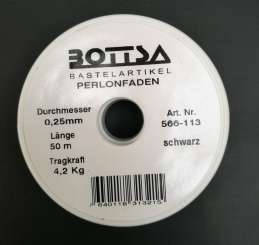 BOTTSA
BASTELARTIKEL
PERLONFADEN
Durchmesser
0,25mm
Art. Nr.
566-113
Länge
50 m
schwarz
Tragkraft
4,2 Kg